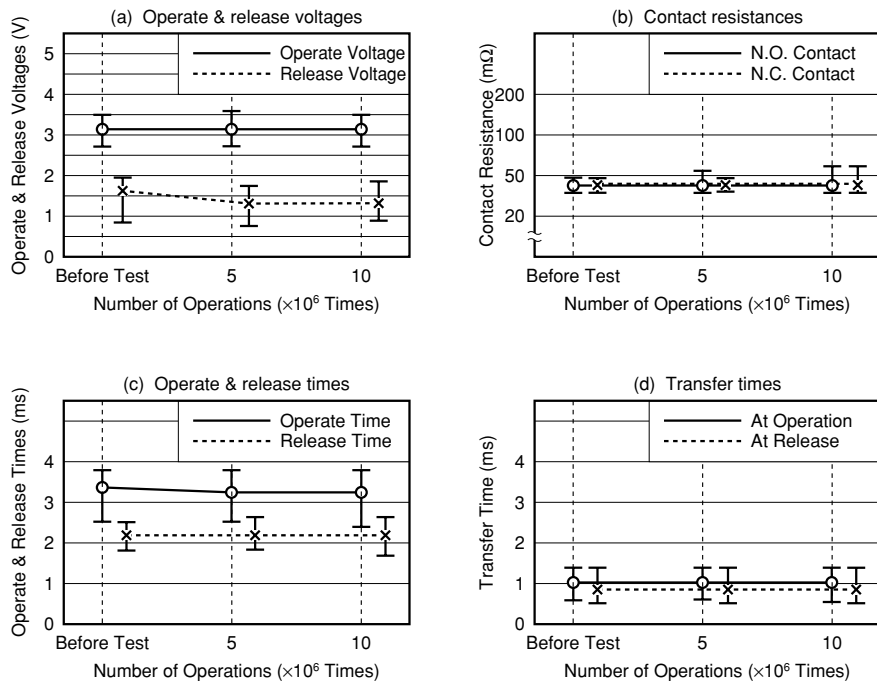 (a) Operate & release voltages
Operate & Release Voltages (V)
5
4
3
2
1
0
Operate Voltage
Release Voltage
Before Test 5 10
Number of Operations (×10⁶ Times)
(b) Contact resistances
Contact Resistance (mΩ)
200
100
50
20
N.O. Contact
N.C. Contact
Before Test 5 10
Number of Operations (×10⁶ Times)
(c) Operate & release times
Operate & Release Times (ms)
4
3
2
1
0
Operate Time
Release Time
Before Test 5 10
Number of Operations (×10⁶ Times)
(d) Transfer times
Transfer Time (ms)
4
3
2
1
0
At Operation
At Release
Before Test 5 10
Number of Operations (×10⁶ Times)